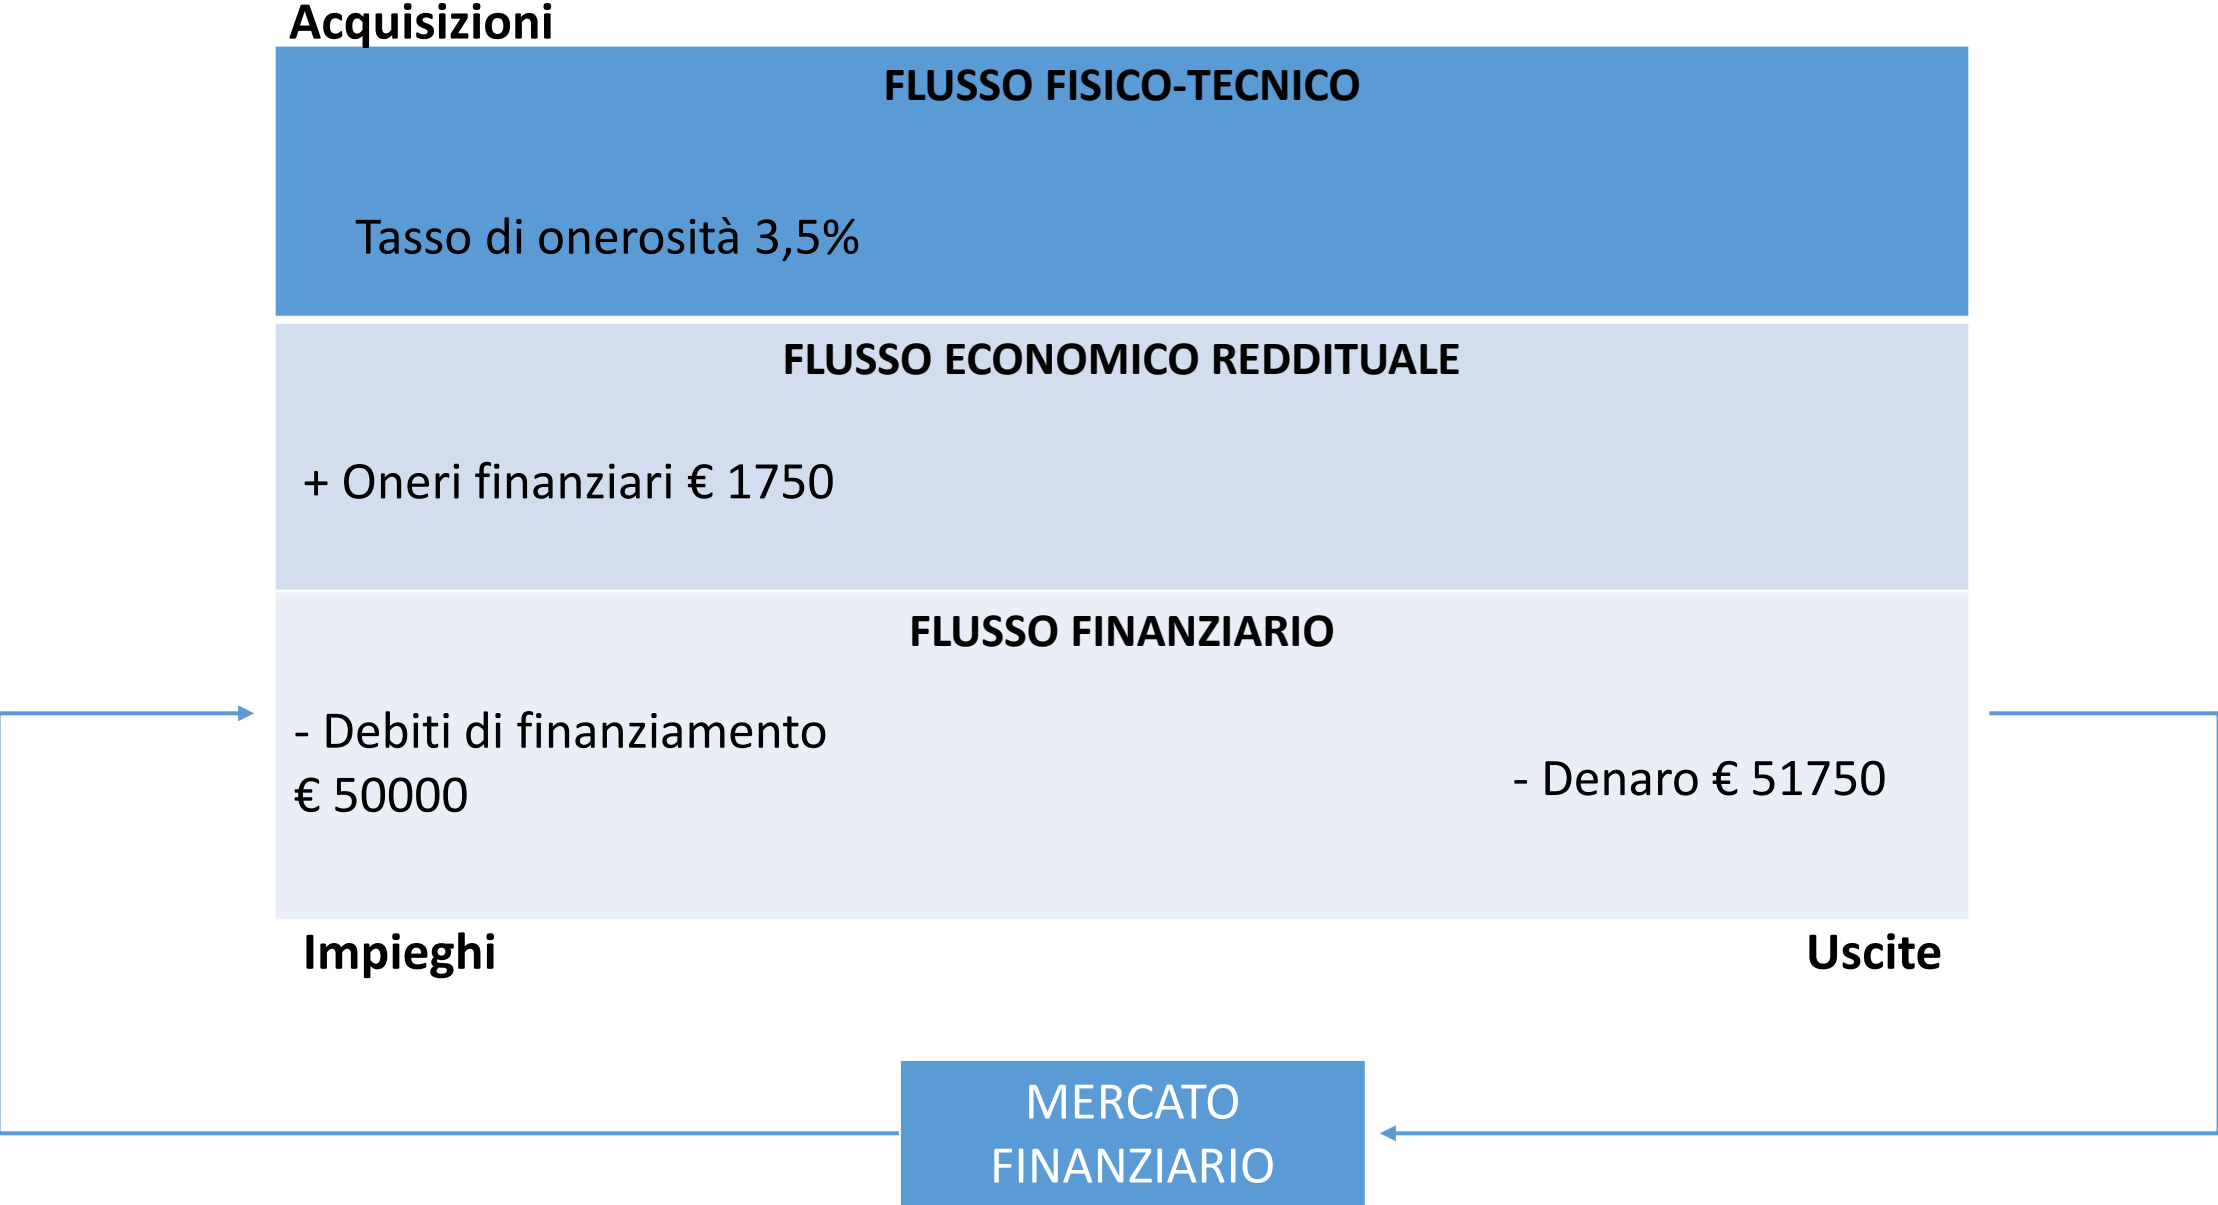 Acquisizioni
FLUSSO FISICO-TECNICO
Tasso di onerosità 3,5%
FLUSSO ECONOMICO REDDITUALE
+ Oneri finanziari € 1750
FLUSSO FINANZIARIO
- Debiti di finanziamento
€ 50000
- Denaro € 51750
Impieghi
Uscite
MERCATO
FINANZIARIO